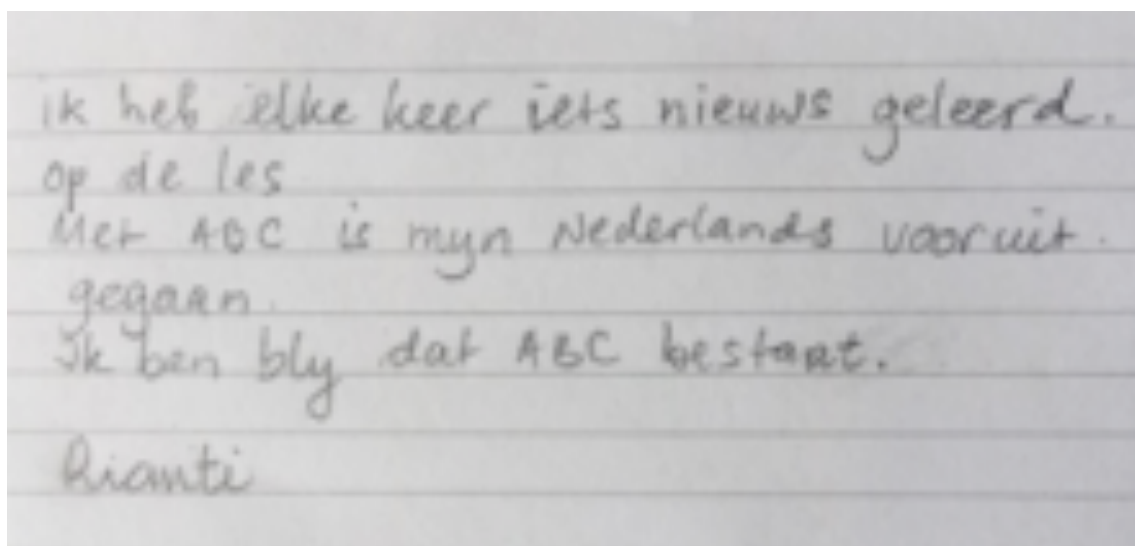 ik heb elke keer iets nieuws geleerd.
op de les
Met ABC is myn Nederlands vooruit.
gegaan.
Ik ben bly dat ABC bestaat.
Rianti